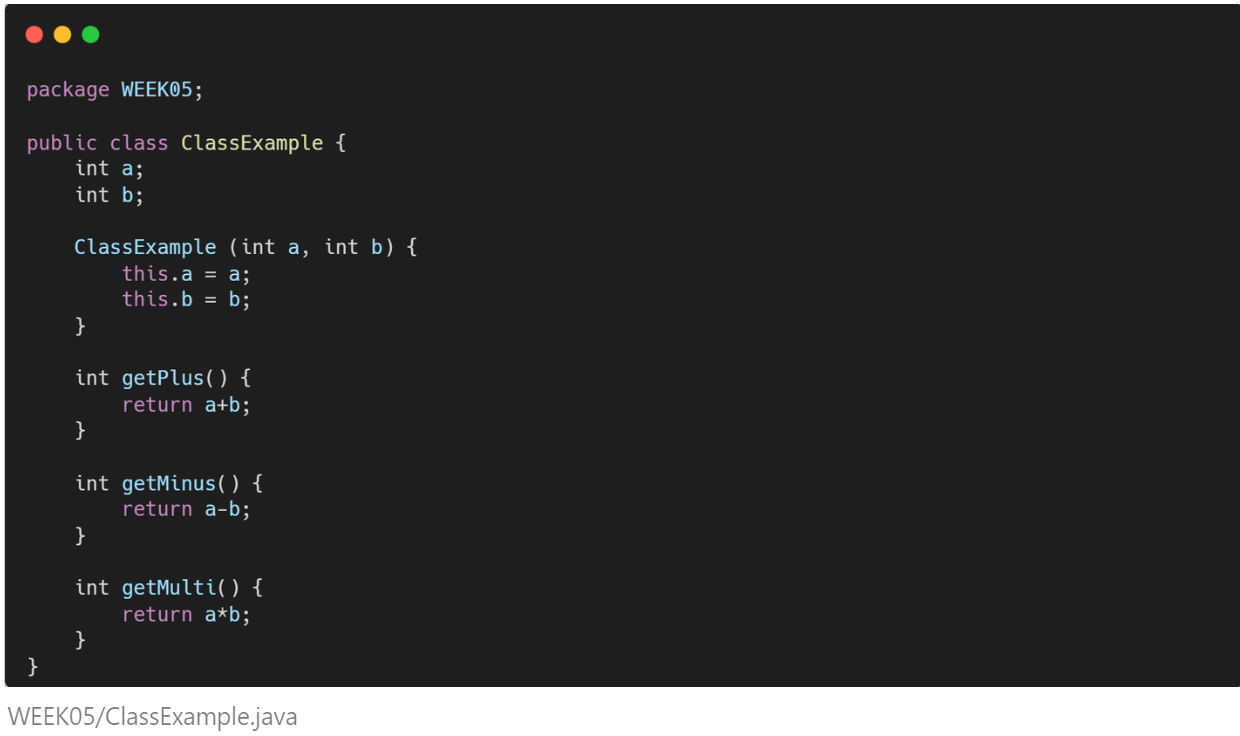 package WEEK05;

public class ClassExample {
    int a;
    int b;

    ClassExample (int a, int b) {
        this.a = a;
        this.b = b;
    }

    int getPlus() {
        return a+b;
    }

    int getMinus() {
        return a-b;
    }

    int getMulti() {
        return a*b;
    }
}
WEEK05/ClassExample.java